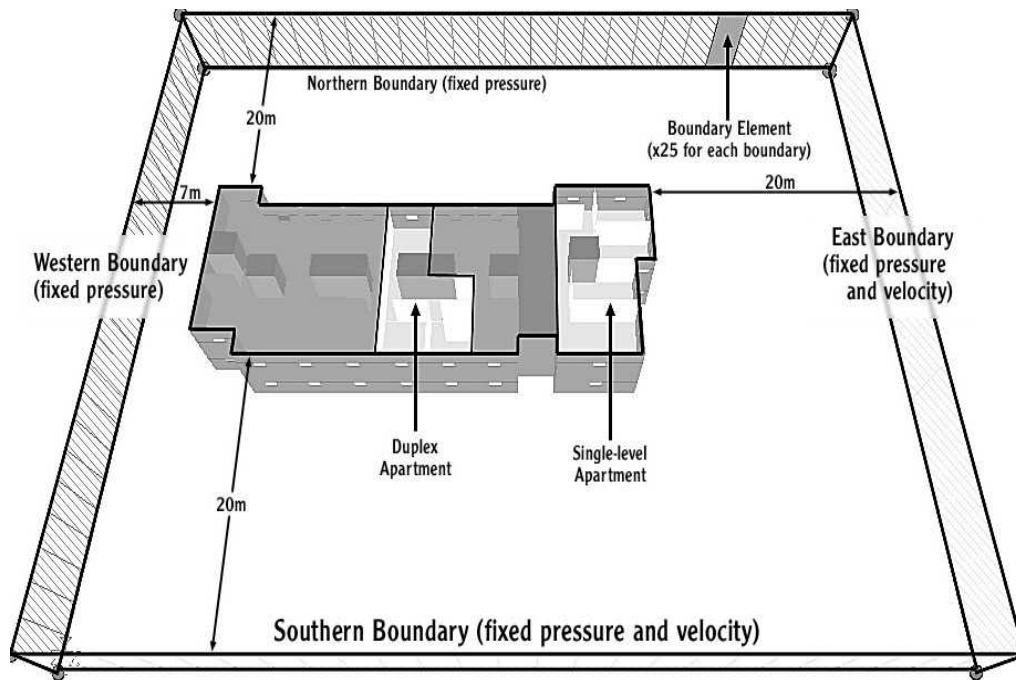 Northern Boundary (fixed pressure)
20m
Boundary Element
(x25 for each boundary)
7m
20m
Western Boundary
(fixed pressure)
East Boundary
(fixed pressure
and velocity)
Duplex
Apartment
Single-level
Apartment
20m
Southern Boundary (fixed pressure and velocity)